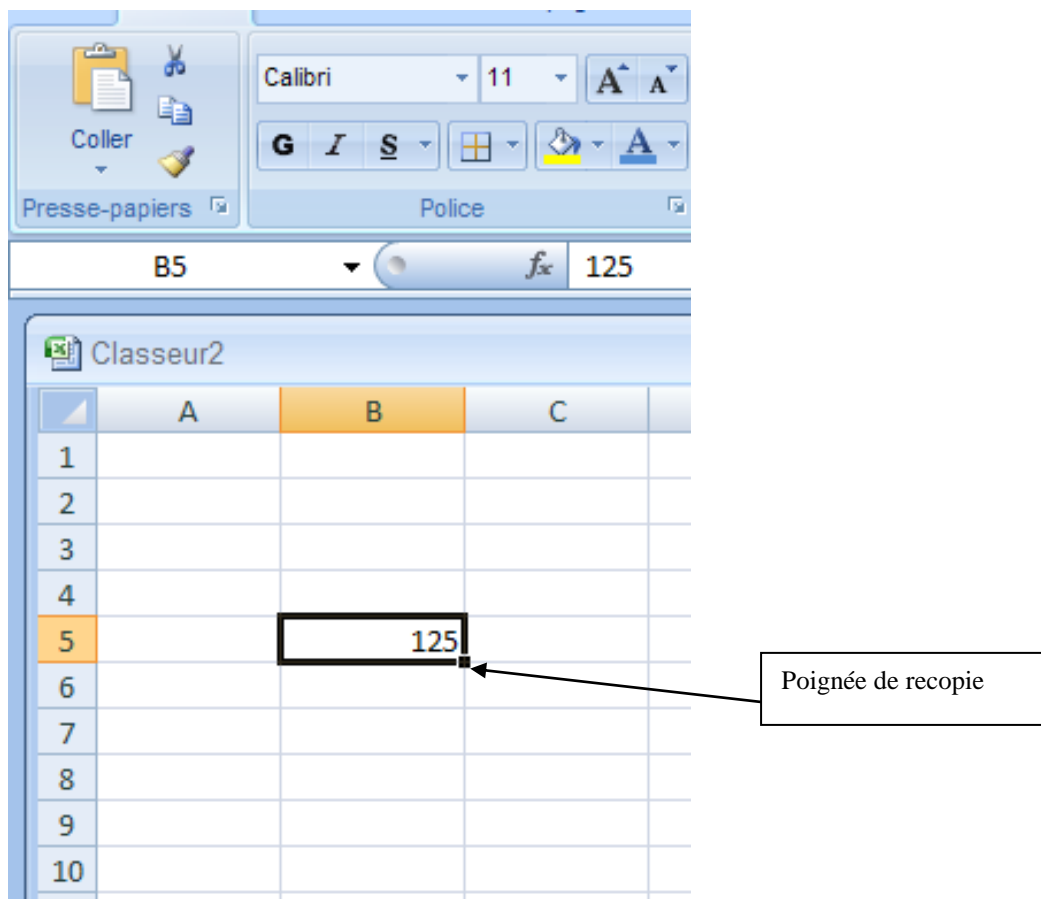 Calibri 11 A A
Coller
G I S A
Presse-papiers Police
B5 fx 125
Classeur2
A B C
1
2
3
4
5 125
6
Poignée de recopie
7
8
9
10